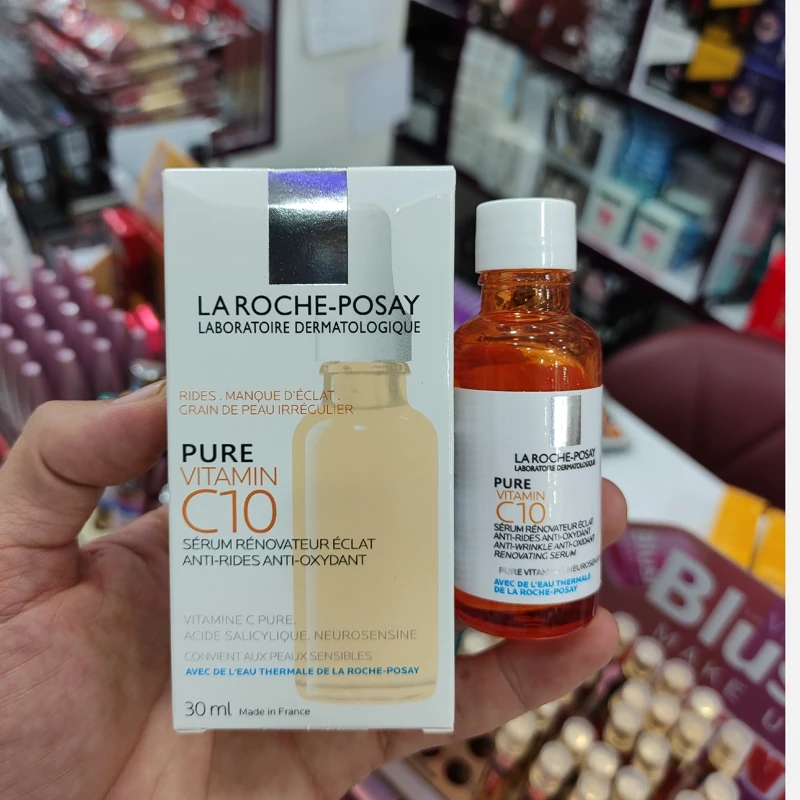 LA ROCHE-POSAY
LABORATOIRE DERMATOLOGIQUE
RIDES . MANQUE D'ÉCLAT .
GRAIN DE PEAU IRRÉGULIER
PURE
VITAMIN
C10
SÉRUM RÉNOVATEUR ÉCLAT
ANTI-RIDES ANTI-OXYDANT
VITAMINE C PURE.
ACIDE SALICYLIQUE. NEUROSENSINE
CONVIENT AUX PEAUX SENSIBLES
AVEC DE L'EAU THERMALE DE LA ROCHE-POSAY
30 ml Made in France
LA ROCHE-POSAY
LABORATOIRE DERMATOLOGIQUE
PURE
VITAMIN
C10
SÉRUM RÉNOVATEUR ÉCLAT
ANTI-RIDES ANTI-OXYDANT
ANTI-WRINKLE ANTI-OXIDANT
RENOVATING SERUM
PURE
AVEC DE L'EAU THERMALE
DE LA ROCHE-POSAY
Blus
MAKE U